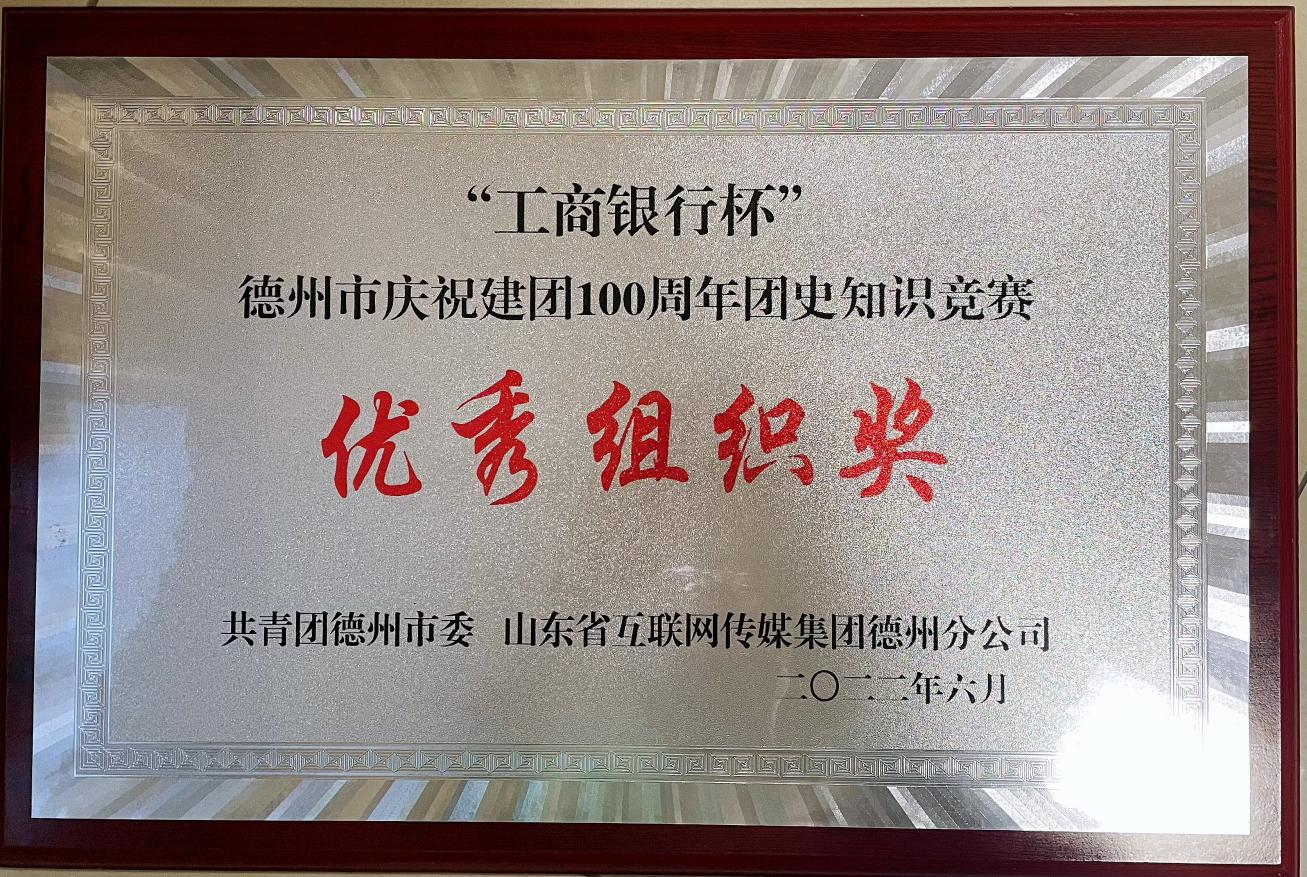 “工商银行杯”
德州市庆祝建团100周年团史知识竞赛
优秀组织奖
共青团德州市委 山东省互联网传媒集团德州分公司
二〇二二年六月